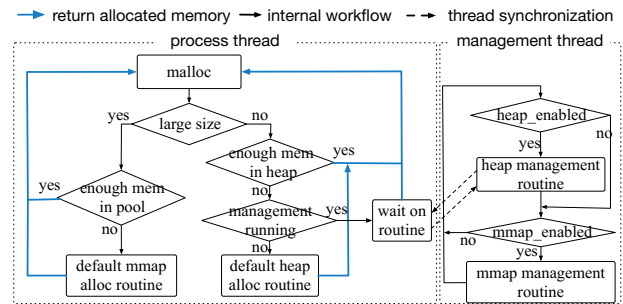 return allocated memory internal workflow thread synchronization
process thread
management thread
malloc
large size
yes
no
enough mem
in heap
yes
no
enough mem
in pool
yes
no
management
running
yes
no
wait on
routine
default mmap
alloc routine
default heap
alloc routine
heap_enabled
yes
no
heap management
routine
mmap_enabled
no
yes
mmap management
routine